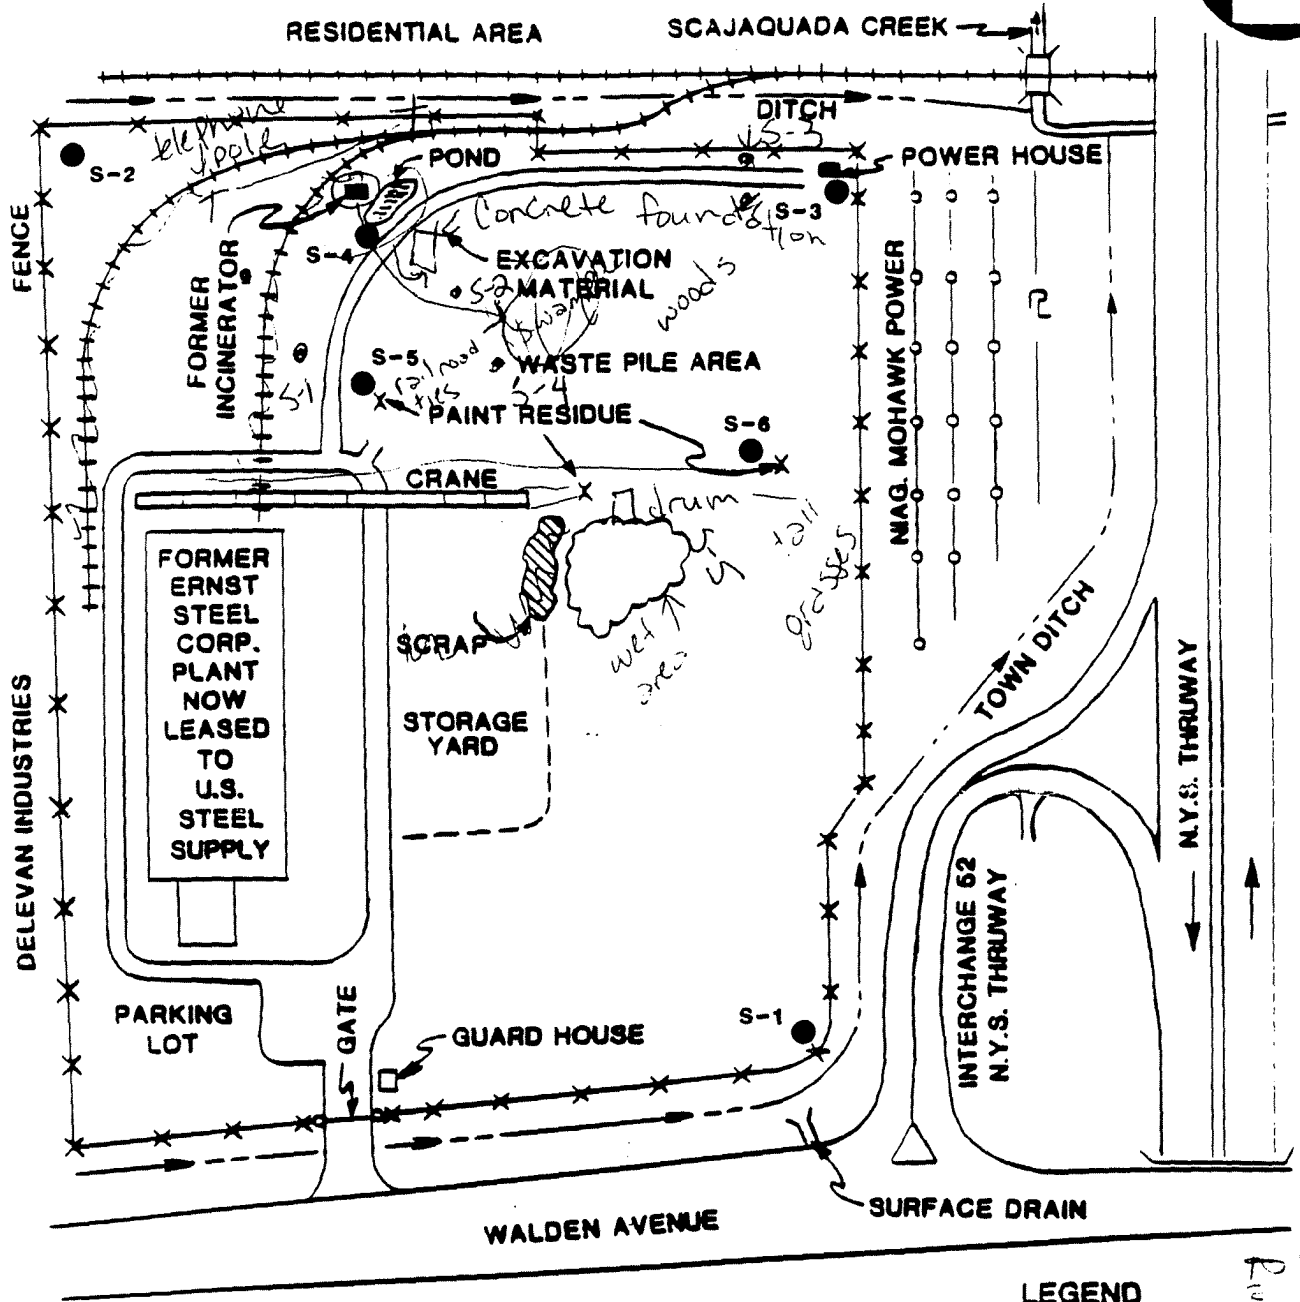 RESIDENTIAL AREA
SCAJAQUADA CREEK
DITCH
telephone
pole
S-3
S-2
POND
POWER HOUSE
S-3
Concrete foundation
FENCE
S-4
EXCAVATION
MATERIAL
FORMER
INCINERATOR
S-2
swamp
woods
NIAG. MOHAWK POWER
S-5
railroad
ties
WASTE PILE AREA
S-1
S-4
PAINT RESIDUE
S-6
CRANE
drum
tall
grasses
S-5
FORMER
ERNST
STEEL
CORP.
PLANT
NOW
LEASED
TO
U.S.
STEEL
SUPPLY
SCRAP
wet
area
TOWN DITCH
STORAGE
YARD
DELEVAN INDUSTRIES
N.Y.S. THRUWAY
INTERCHANGE 52
N.Y.S. THRUWAY
PARKING
LOT
GATE
GUARD HOUSE
S-1
SURFACE DRAIN
WALDEN AVENUE
LEGEND